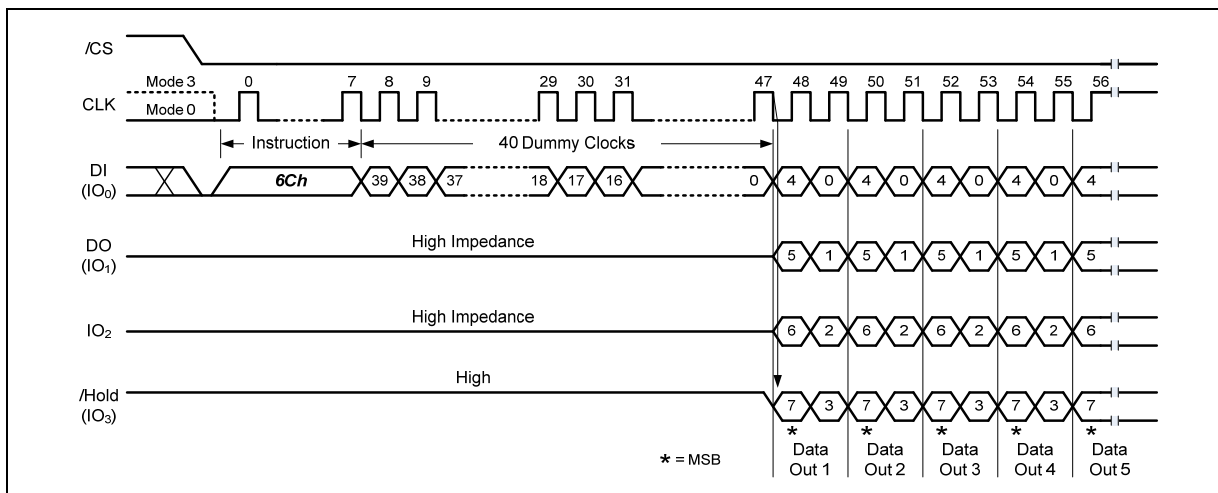 /CS
Mode 3 0 7 8 9 29 30 31 47 48 49 50 51 52 53 54 55 56
CLK
Mode 0
Instruction 40 Dummy Clocks
DI
(IO₀)
6Ch 39 38 37 18 17 16 0 4 0 4 0 4 0 4 0 4
DO
(IO₁)
High Impedance 5 1 5 1 5 1 5 1 5
IO₂
High Impedance 6 2 6 2 6 2 6 2 6
High
/Hold
(IO₃)
7 3 7 3 7 3 7 3 7
* * * * *
* = MSB
Data Out 1
Data Out 2
Data Out 3
Data Out 4
Data Out 5